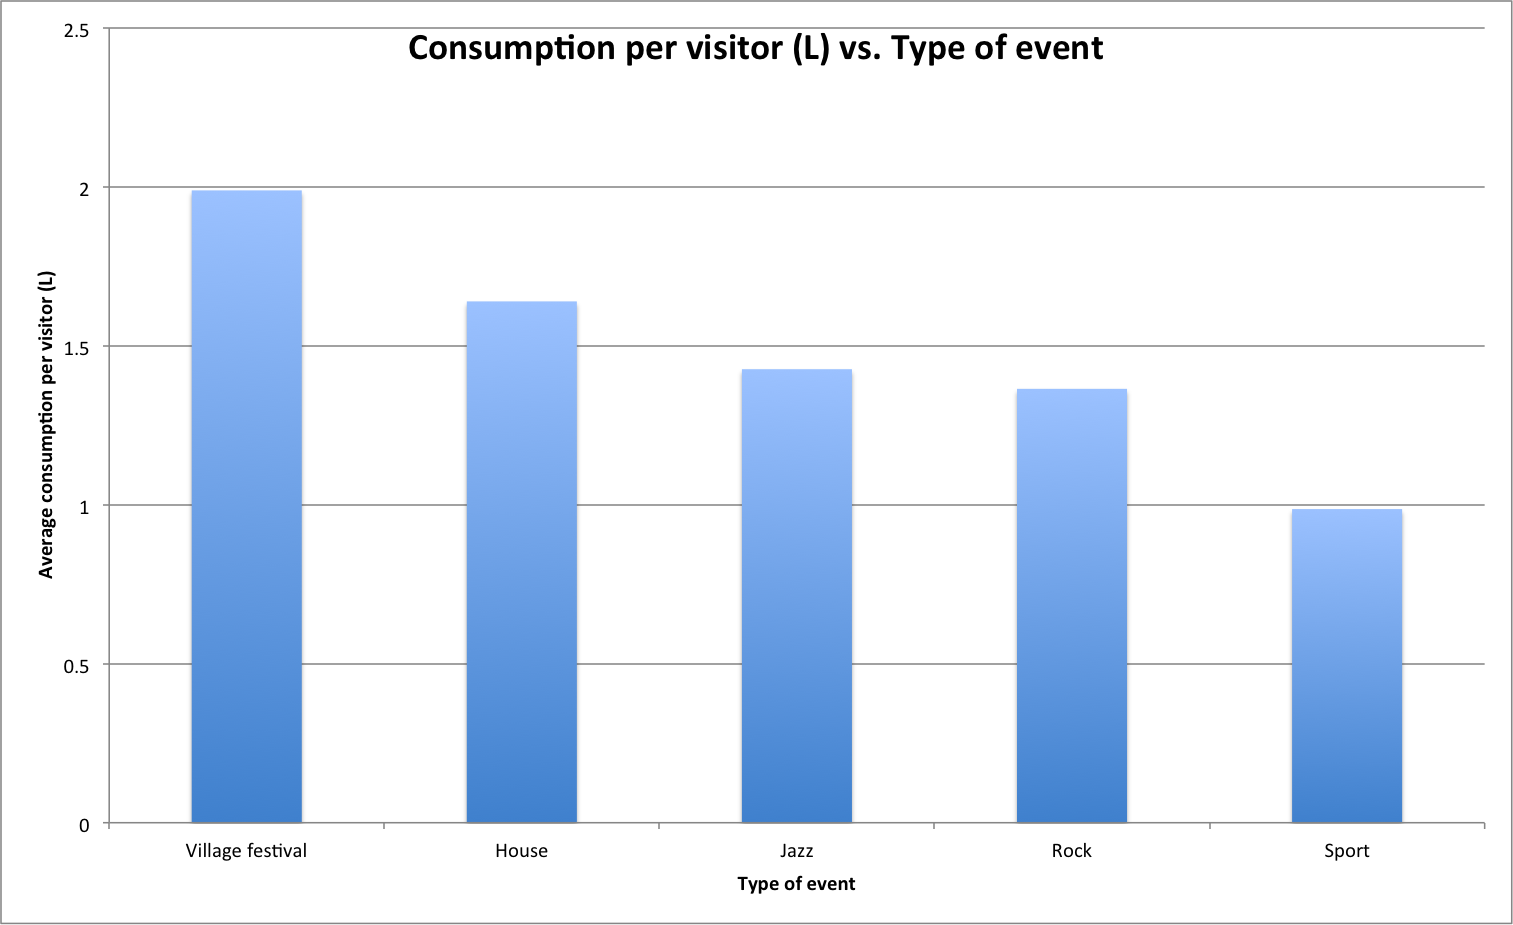 Consumption per visitor (L) vs. Type of event
Average consumption per visitor (L)
2.5
2
1.5
1
0.5
0
Village festival House Jazz Rock Sport
Type of event